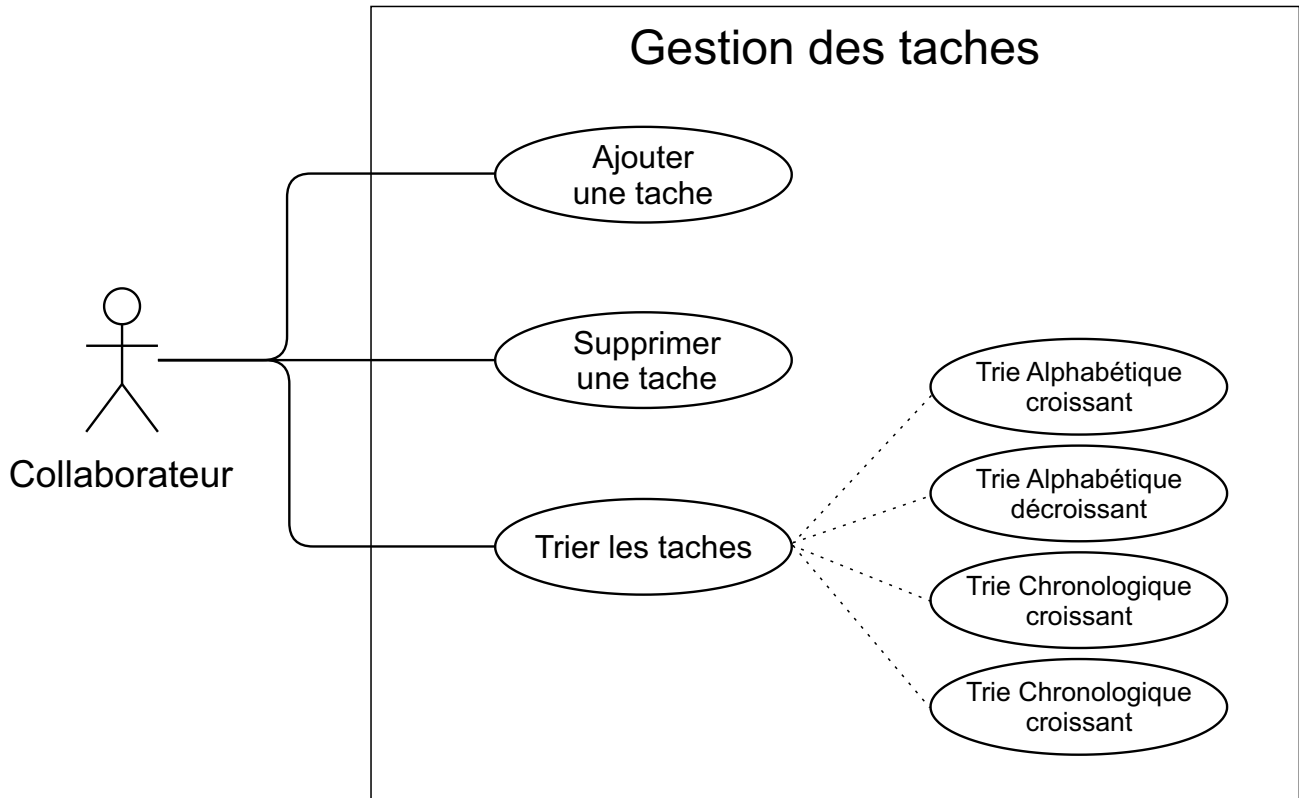 Gestion des taches
Ajouter
une tache
Supprimer
une tache
Trier les taches
Collaborateur
Trie Alphabétique
croissant
Trie Alphabétique
décroissant
Trie Chronologique
croissant
Trie Chronologique
croissant